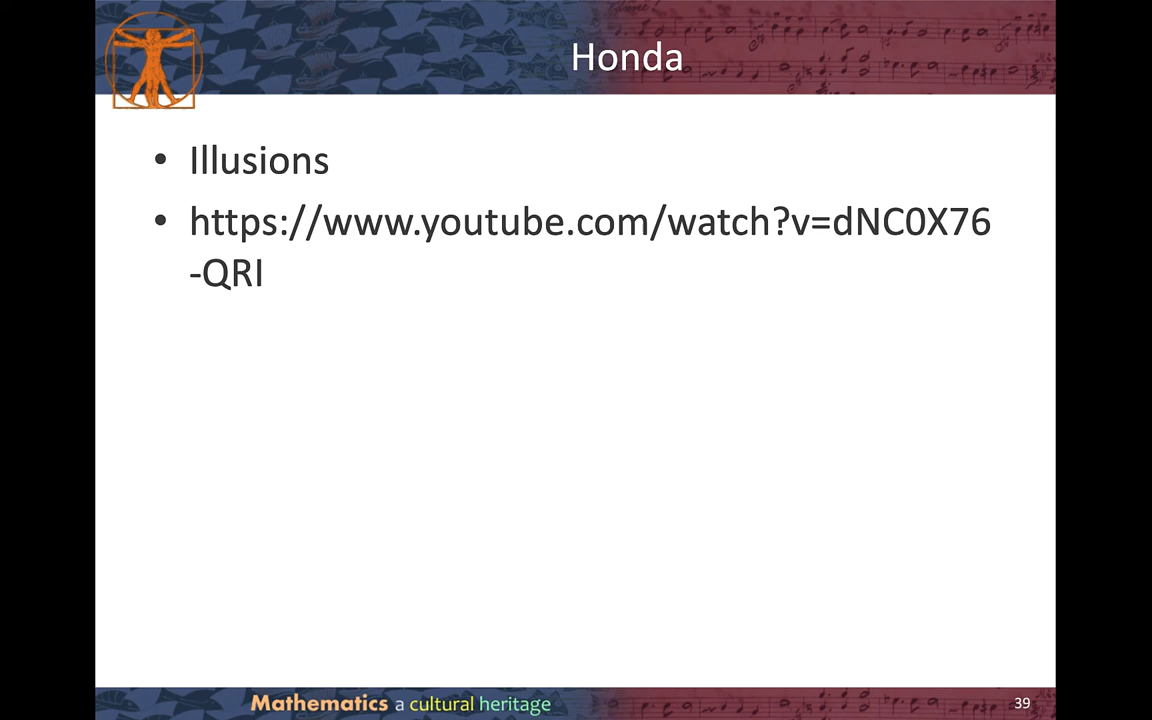 Honda
• Illusions
• https://www.youtube.com/watch?v=dNC0X76
-QRI
Mathematics a cultural heritage
39